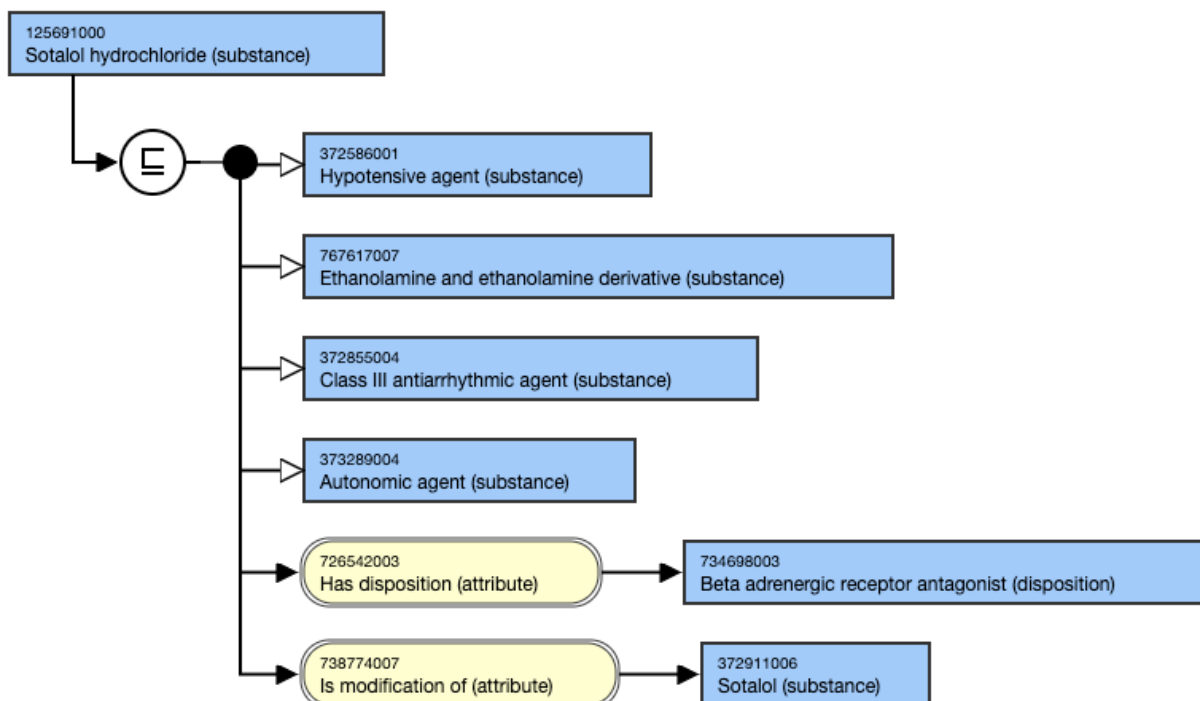 125691000
Sotalol hydrochloride (substance)
⊑
372586001
Hypotensive agent (substance)
767617007
Ethanolamine and ethanolamine derivative (substance)
372855004
Class III antiarrhythmic agent (substance)
373289004
Autonomic agent (substance)
726542003
Has disposition (attribute)
734698003
Beta adrenergic receptor antagonist (disposition)
738774007
Is modification of (attribute)
372911006
Sotalol (substance)